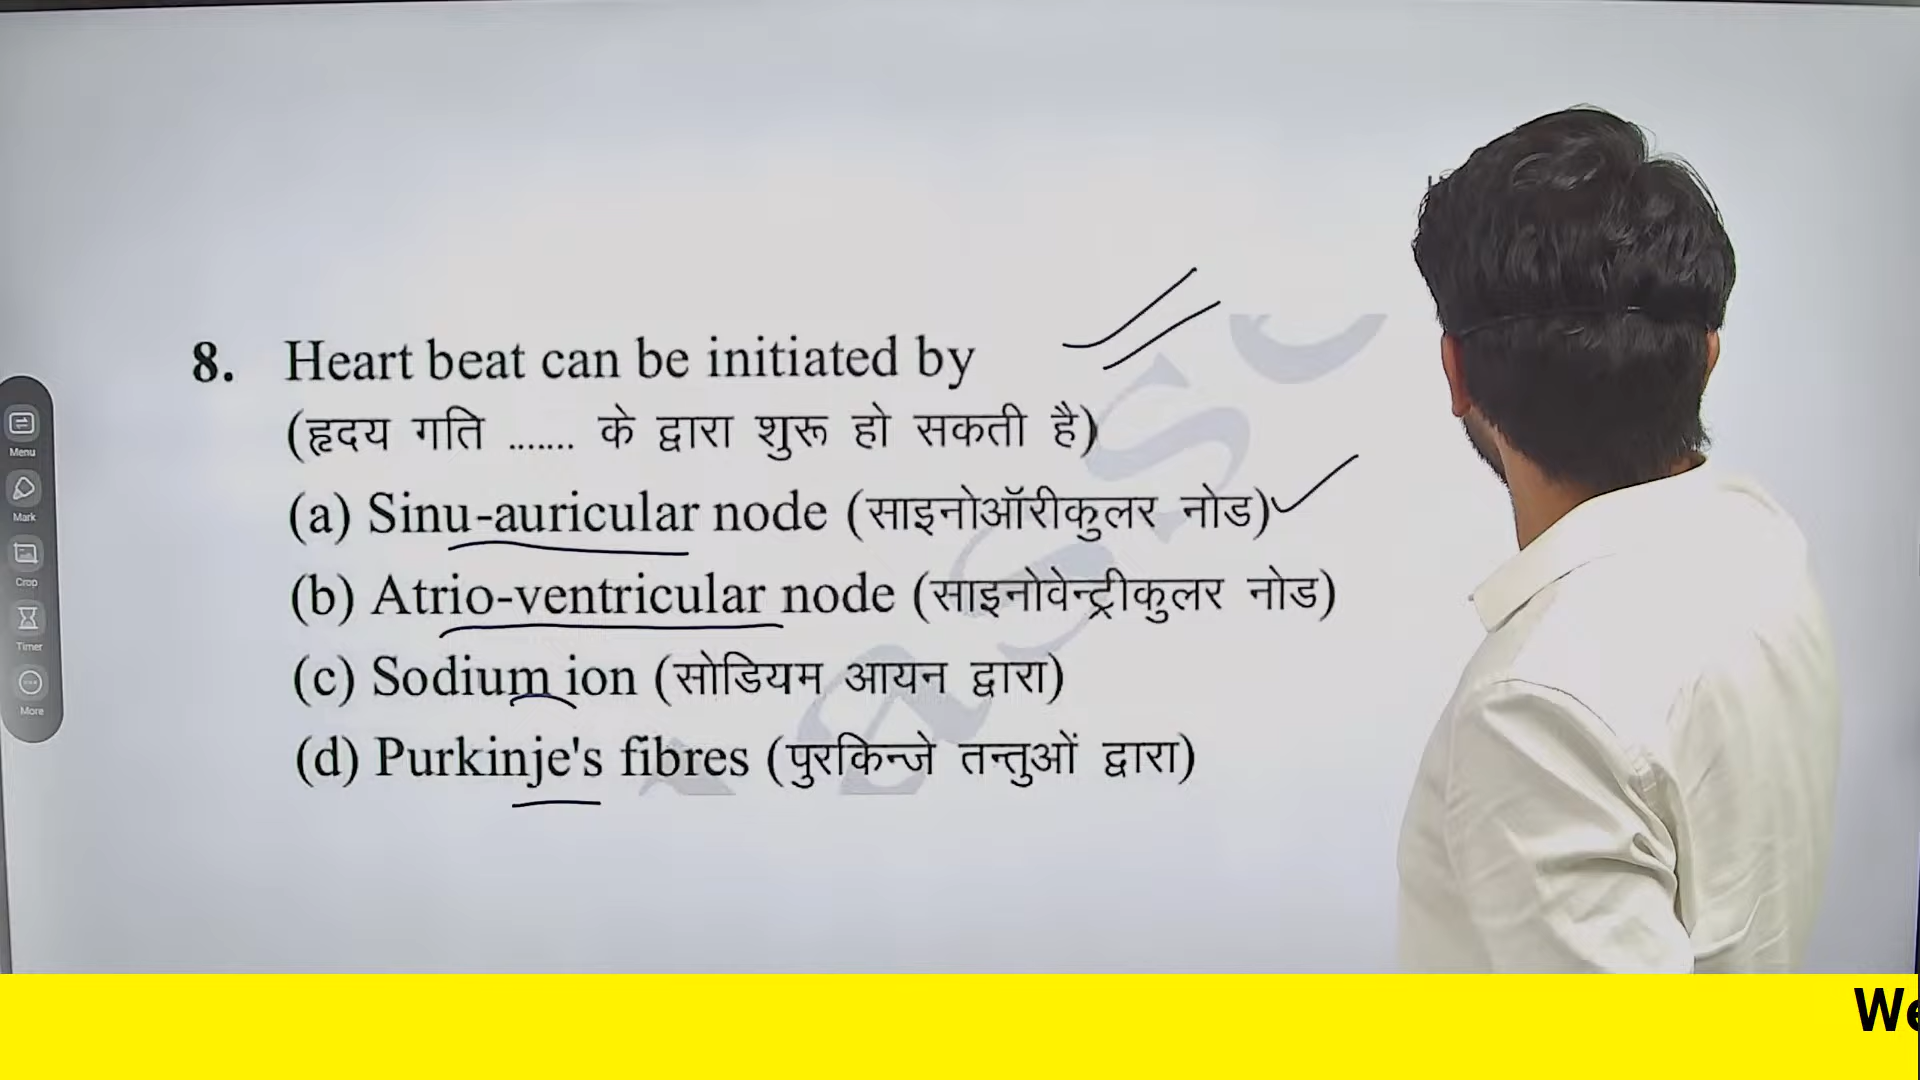 8. Heart beat can be initiated by
(हृदय गति ....... के द्वारा शुरू हो सकती है)
(a) Sinu-auricular node (साइनोऑरीकुलर नोड)
(b) Atrio-ventricular node (साइनोवेन्ट्रीकुलर नोड)
(c) Sodium ion (सोडियम आयन द्वारा)
(d) Purkinje's fibres (पुरकिन्जे तन्तुओं द्वारा)
Menu
Mark
Crop
Timer
More